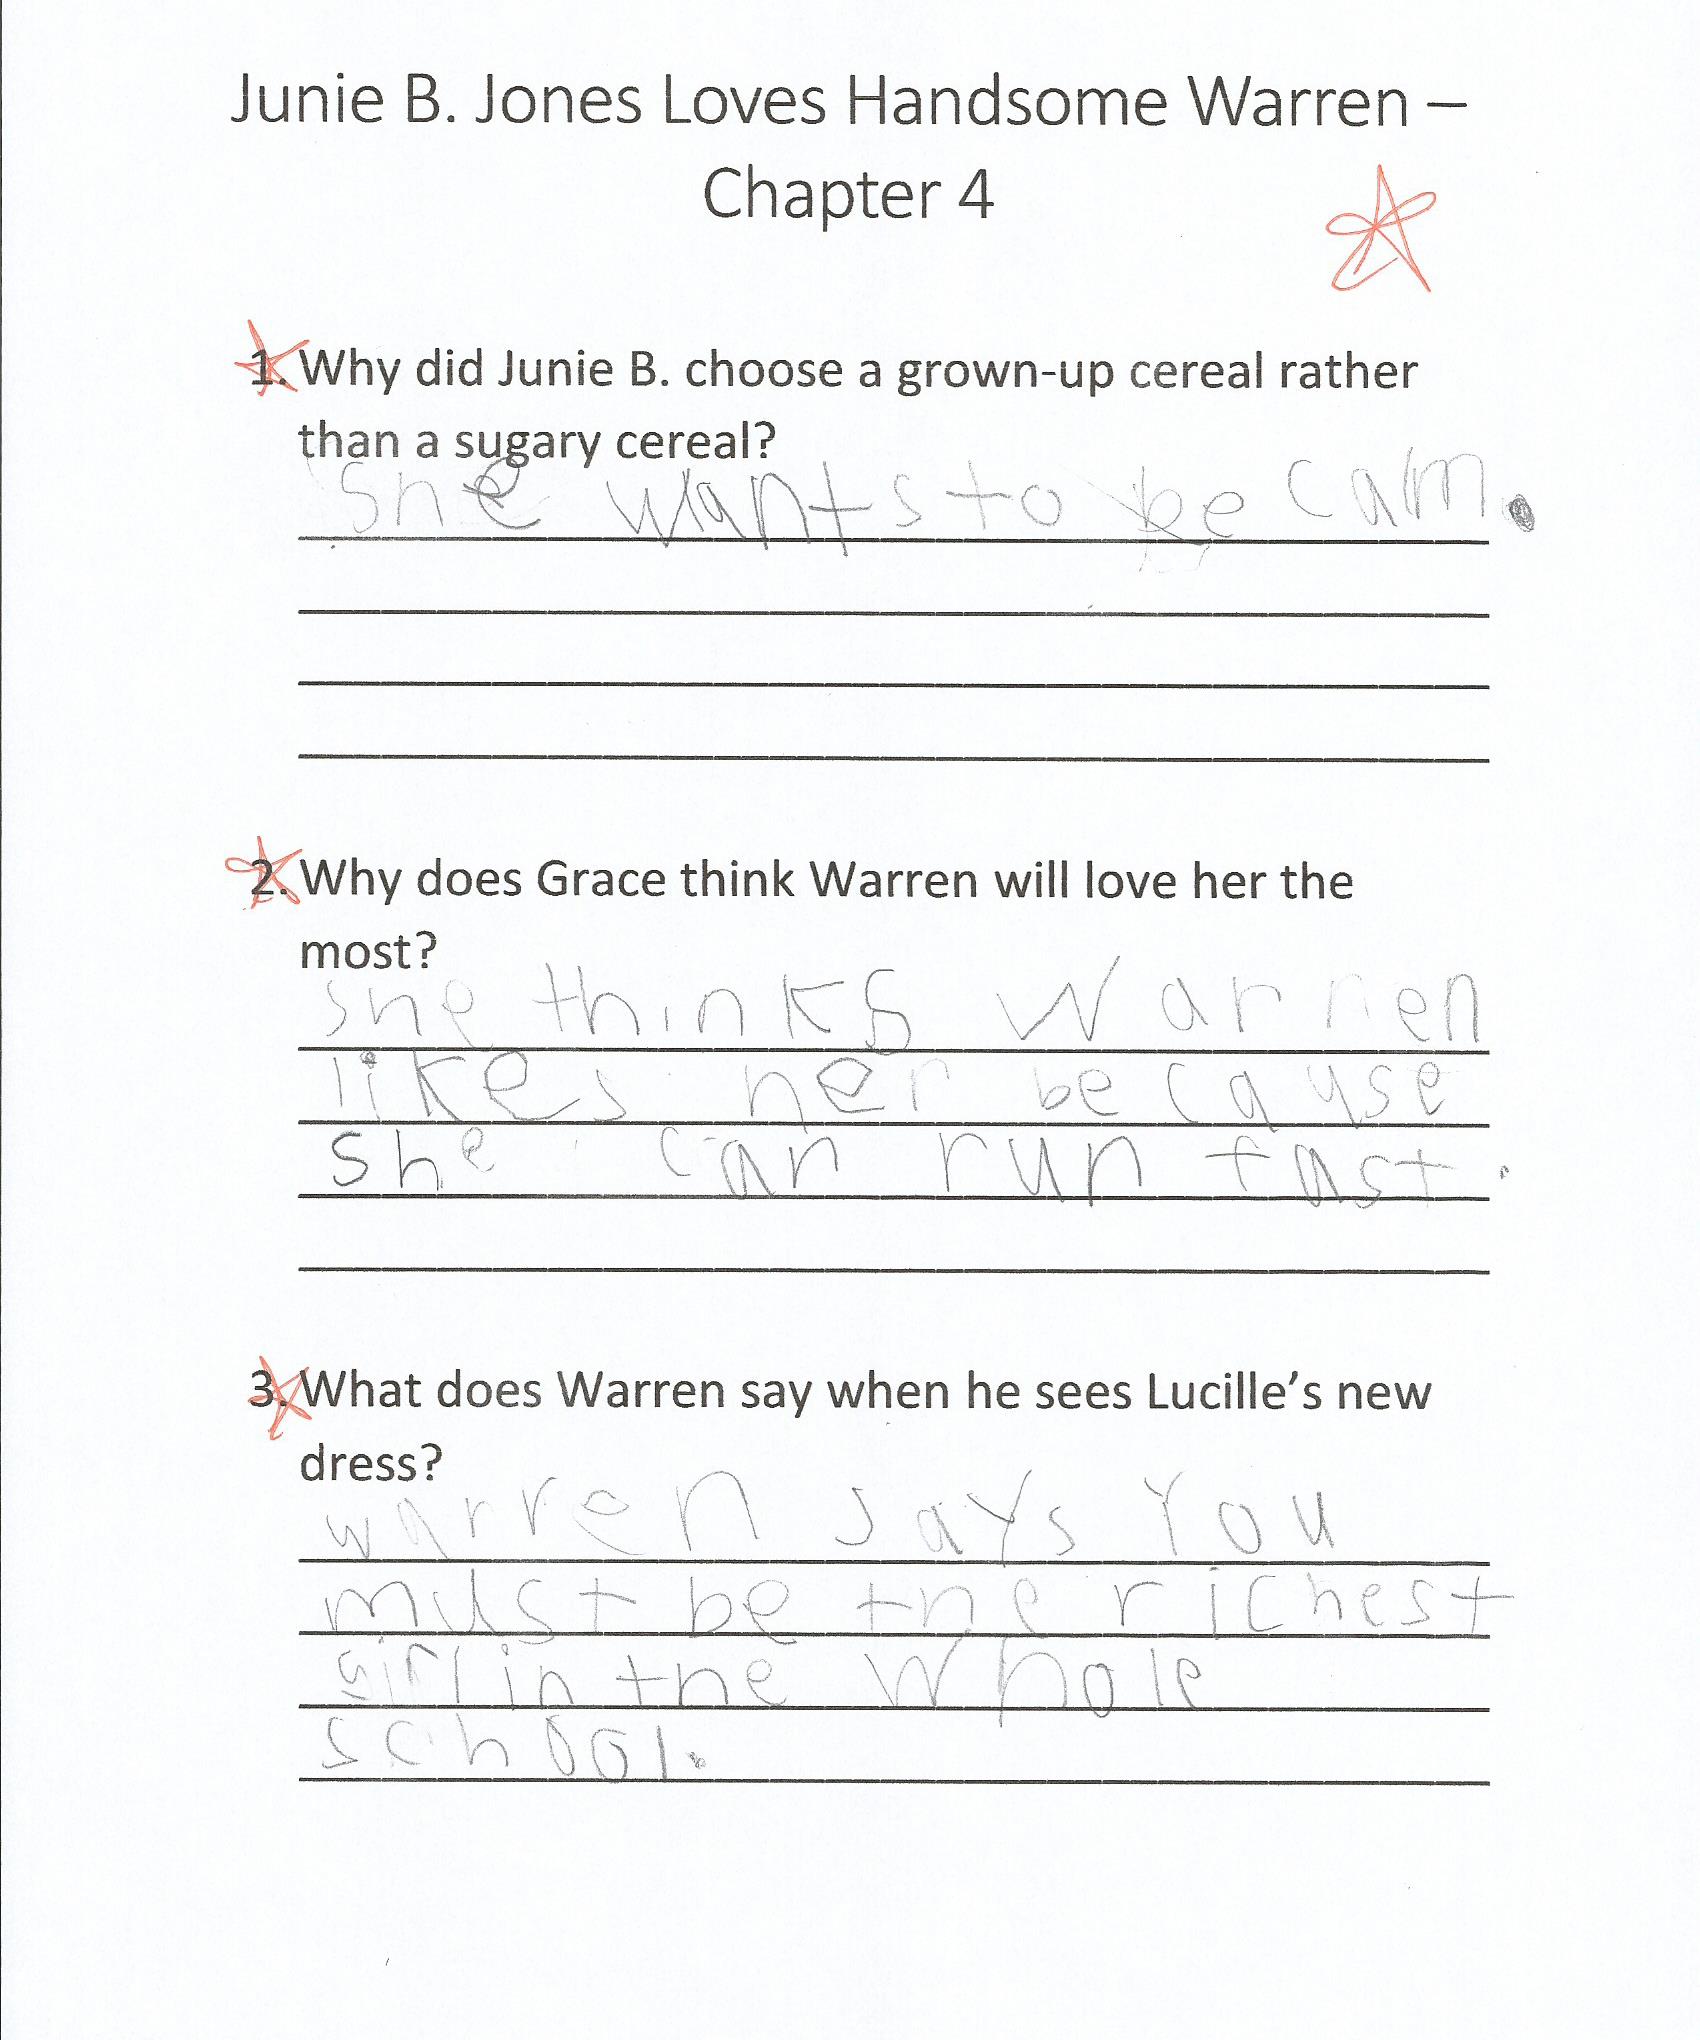 Junie B. Jones Loves Handsome Warren –
Chapter 4
1. Why did Junie B. choose a grown-up cereal rather
than a sugary cereal?
She wants to be calm.
2. Why does Grace think Warren will love her the
most?
she thinks Warren
likes her because
she can run fast.
3. What does Warren say when he sees Lucille's new
dress?
warren says You
must be the richest
girl in the whole
school.